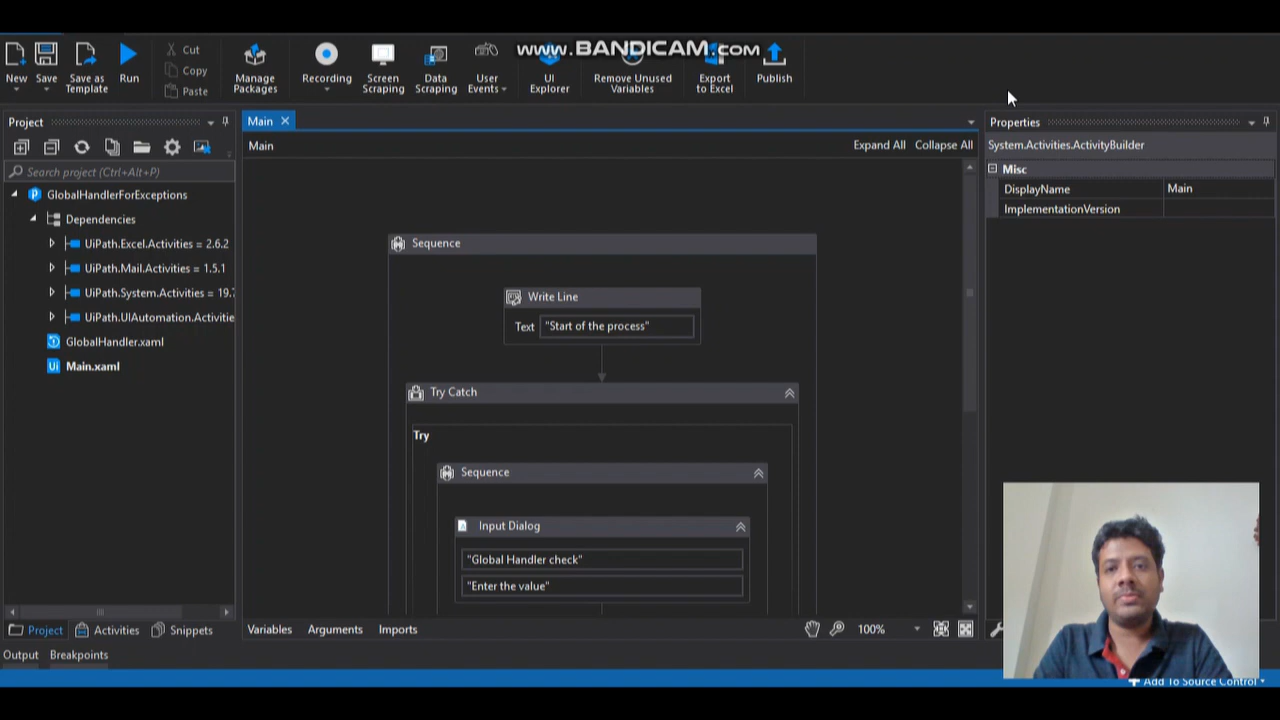 www.BANDICAM.com
New
Save
Save as
Template
Run
Cut
Copy
Paste
Manage
Packages
Recording
Screen
Scraping
Data
Scraping
User
Events
UI
Explorer
Remove Unused
Variables
Export
to Excel
Publish
Project
Search project (Ctrl+Alt+P)
GlobalHandlerForExceptions
Dependencies
UiPath.Excel.Activities = 2.6.2
UiPath.Mail.Activities = 1.5.1
UiPath.System.Activities = 19.
UiPath.UIAutomation.Activitie
GlobalHandler.xaml
Main.xaml
Project
Activities
Snippets
Output
Breakpoints
Main
Main
Expand All
Collapse All
Sequence
Write Line
Text
"Start of the process"
Try Catch
Try
Sequence
Input Dialog
"Global Handler check"
"Enter the value"
Variables
Arguments
Imports
100%
Properties
System.Activities.ActivityBuilder
Misc
DisplayName
Main
ImplementationVersion
Add To Source Control